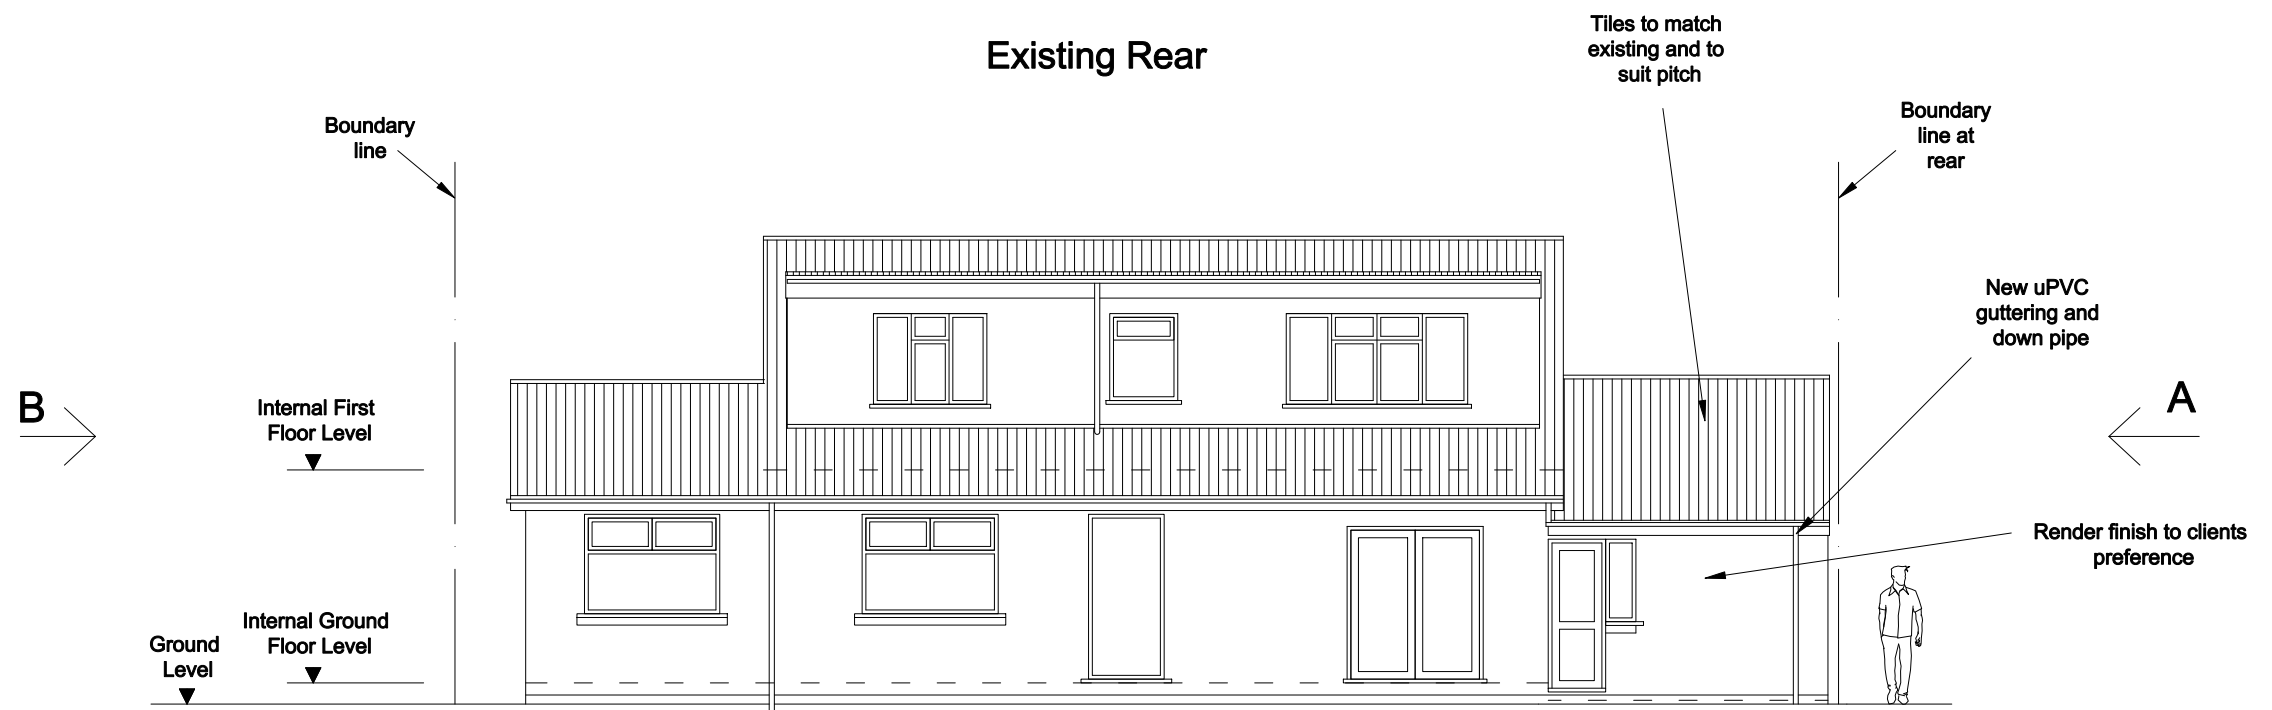 Existing Rear
Tiles to match
existing and to
suit pitch
Boundary
line
Boundary
line at
rear
New uPVC
guttering and
down pipe
B
Internal First
Floor Level
A
Render finish to clients
preference
Internal Ground
Floor Level
Ground
Level